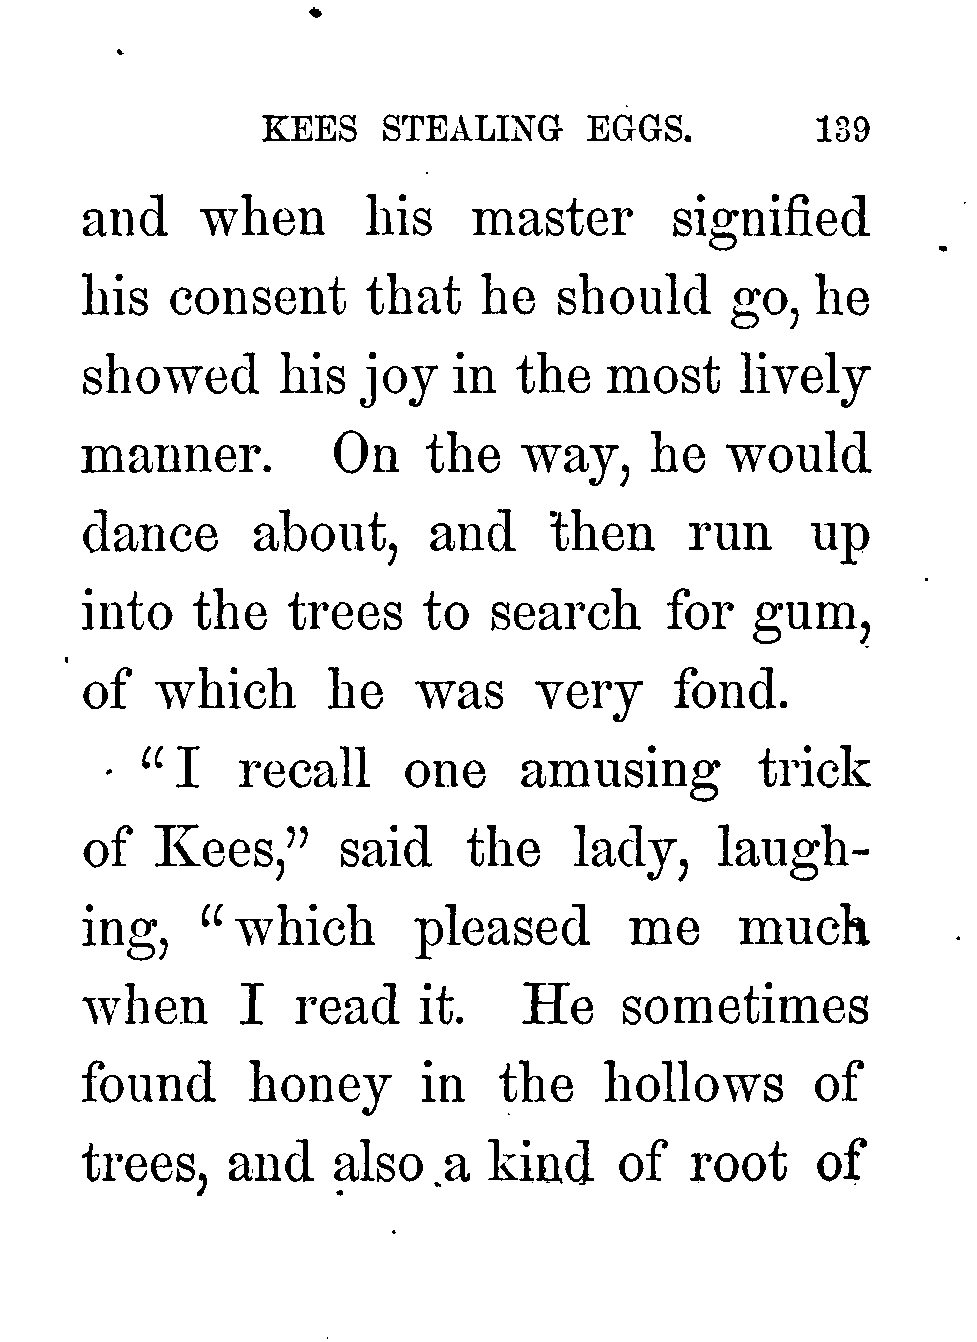 KEES STEALING EGGS. 139
and when his master signified
his consent that he should go, he
showed his joy in the most lively
manner. On the way, he would
dance about, and then run up
into the trees to search for gum,
of which he was very fond.
“I recall one amusing trick
of Kees,” said the lady, laugh-
ing, “which pleased me much
when I read it. He sometimes
found honey in the hollows of
trees, and also a kind of root of